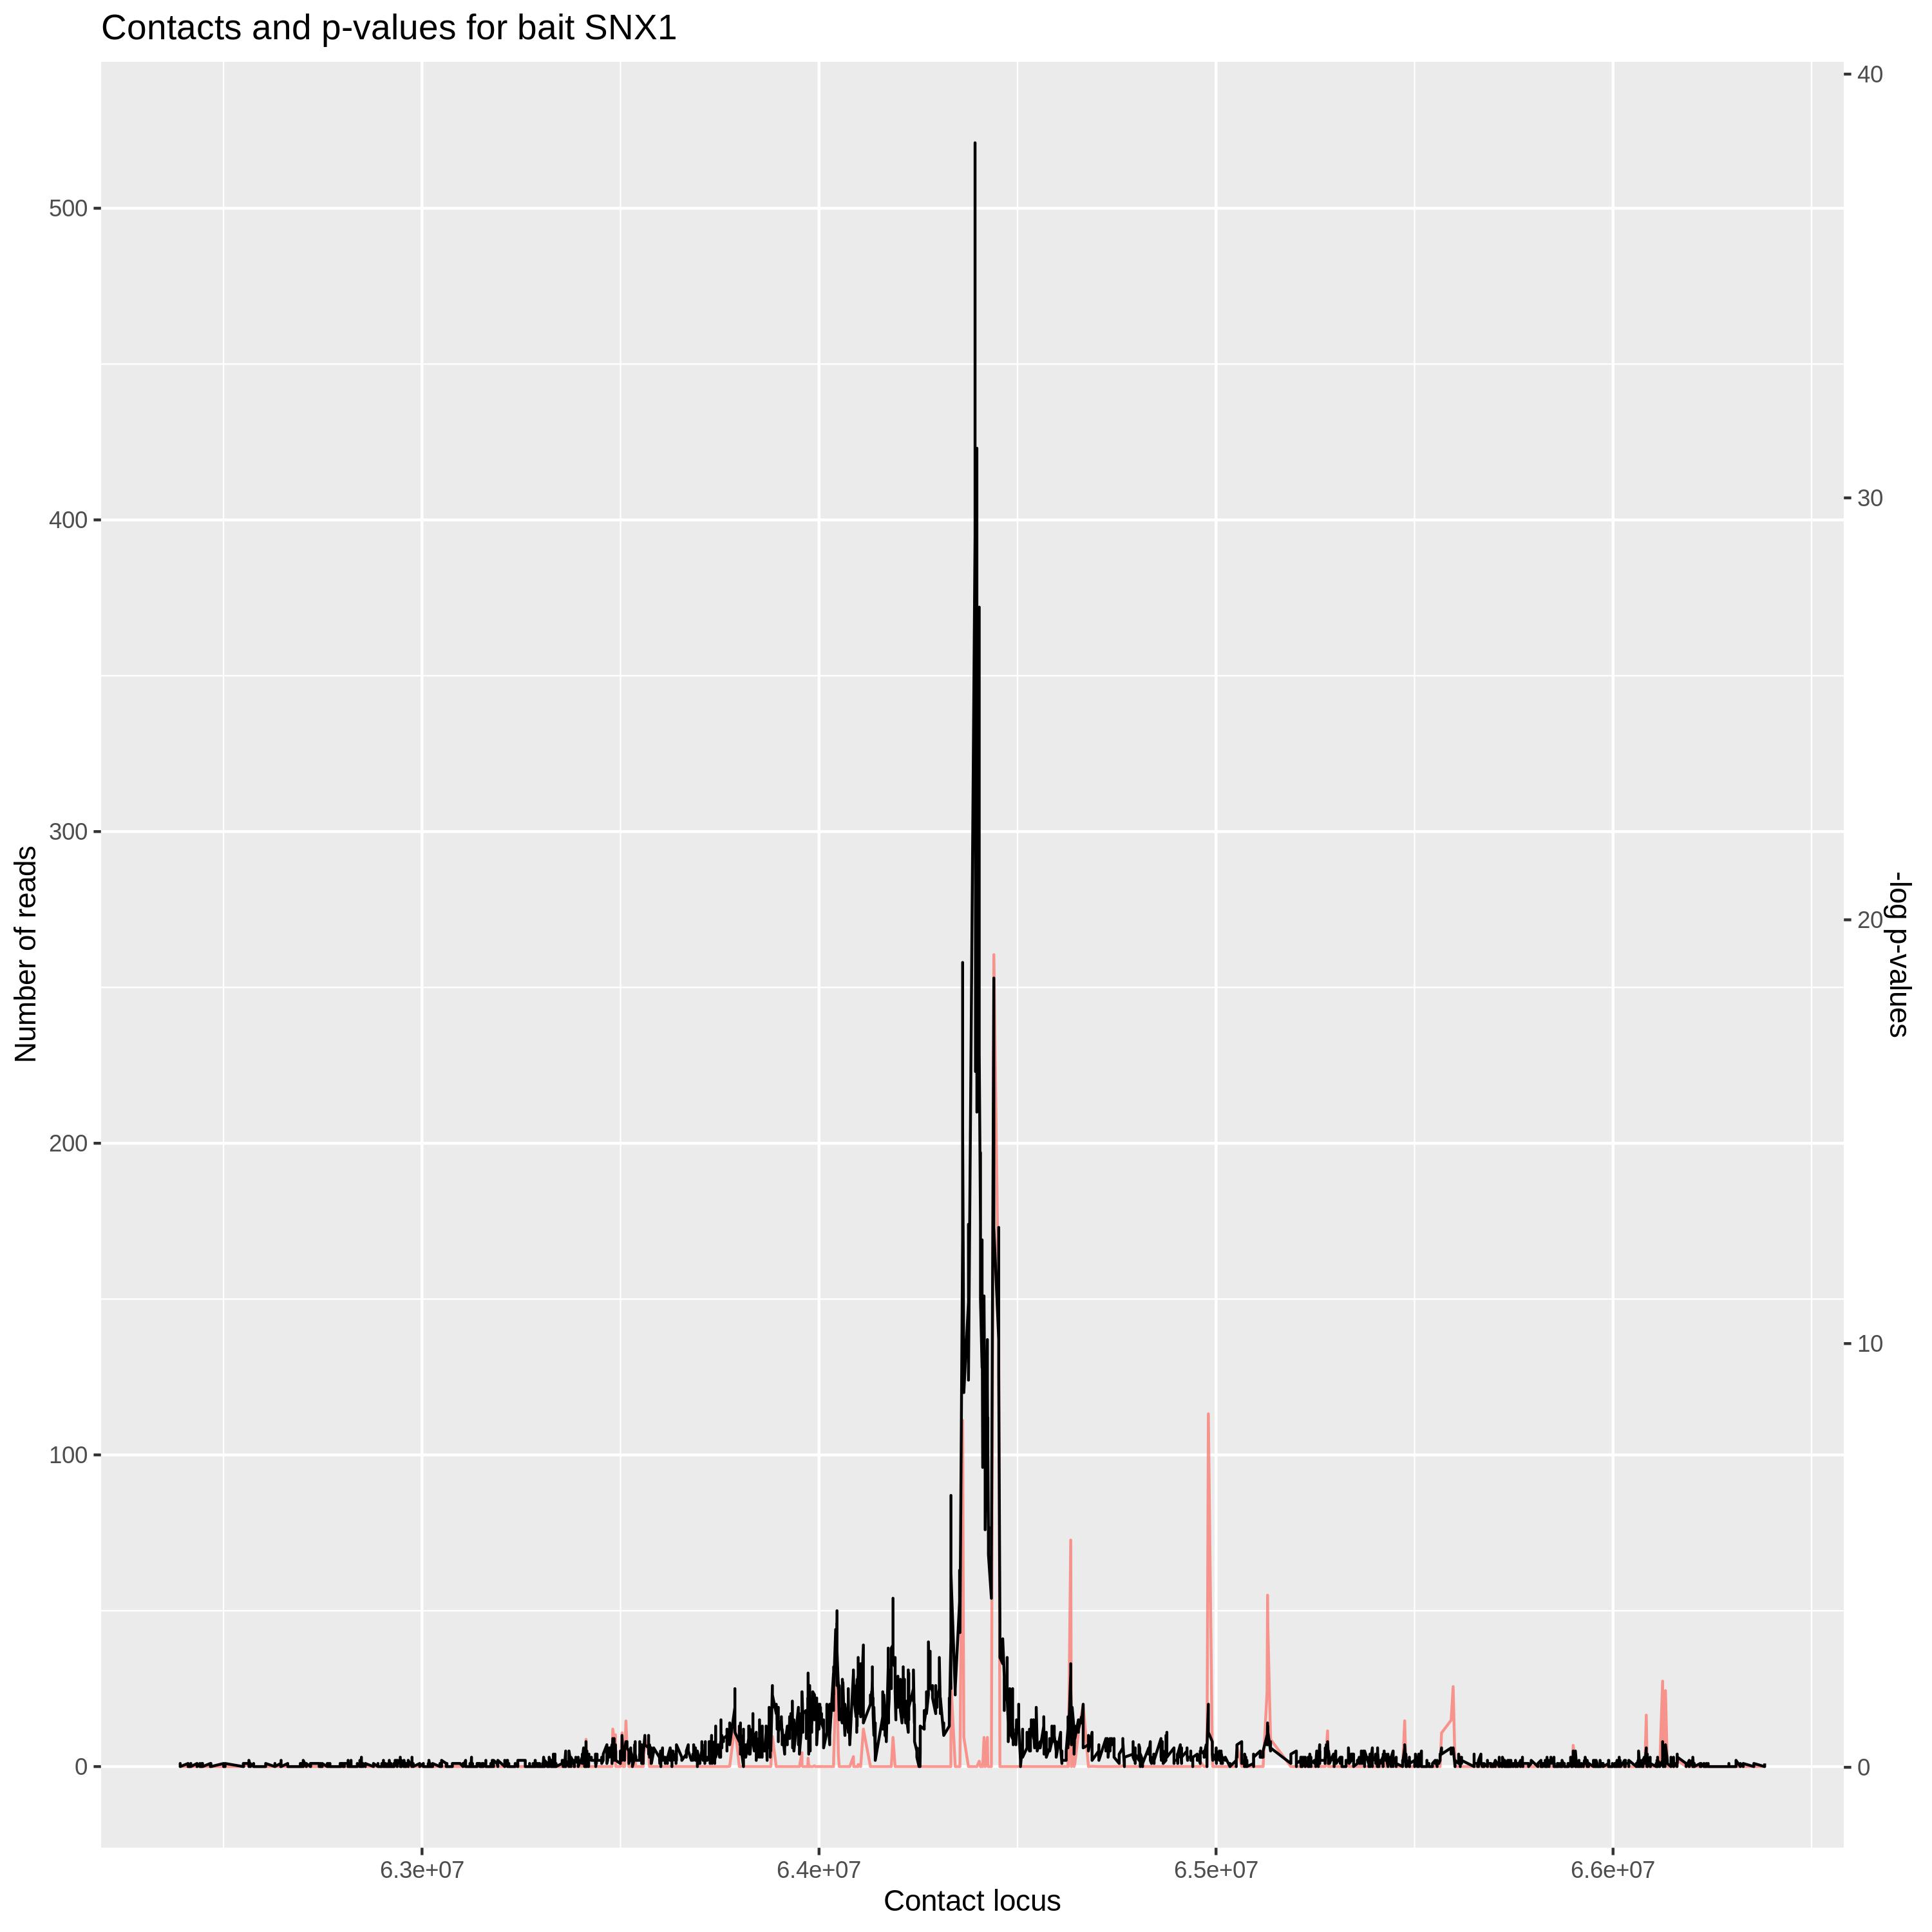 Contacts and p-values for bait SNX1
40
500
30
400
300
Number of reads
20
-log p-values
200
10
100
0
0
6.3e+07
6.4e+07
6.5e+07
6.6e+07
Contact locus